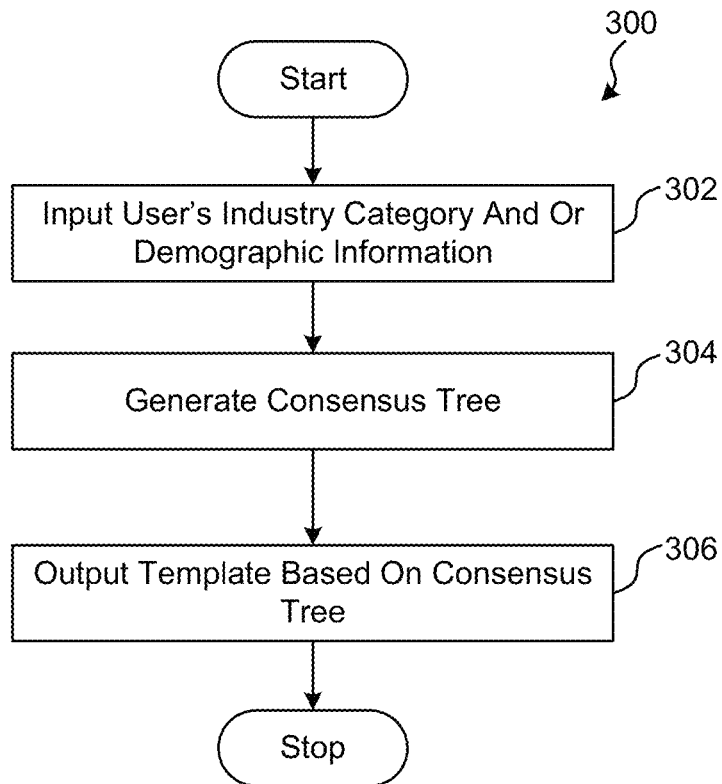 300
Start
302
Input User's Industry Category And Or
Demographic Information
304
Generate Consensus Tree
306
Output Template Based On Consensus
Tree
Stop